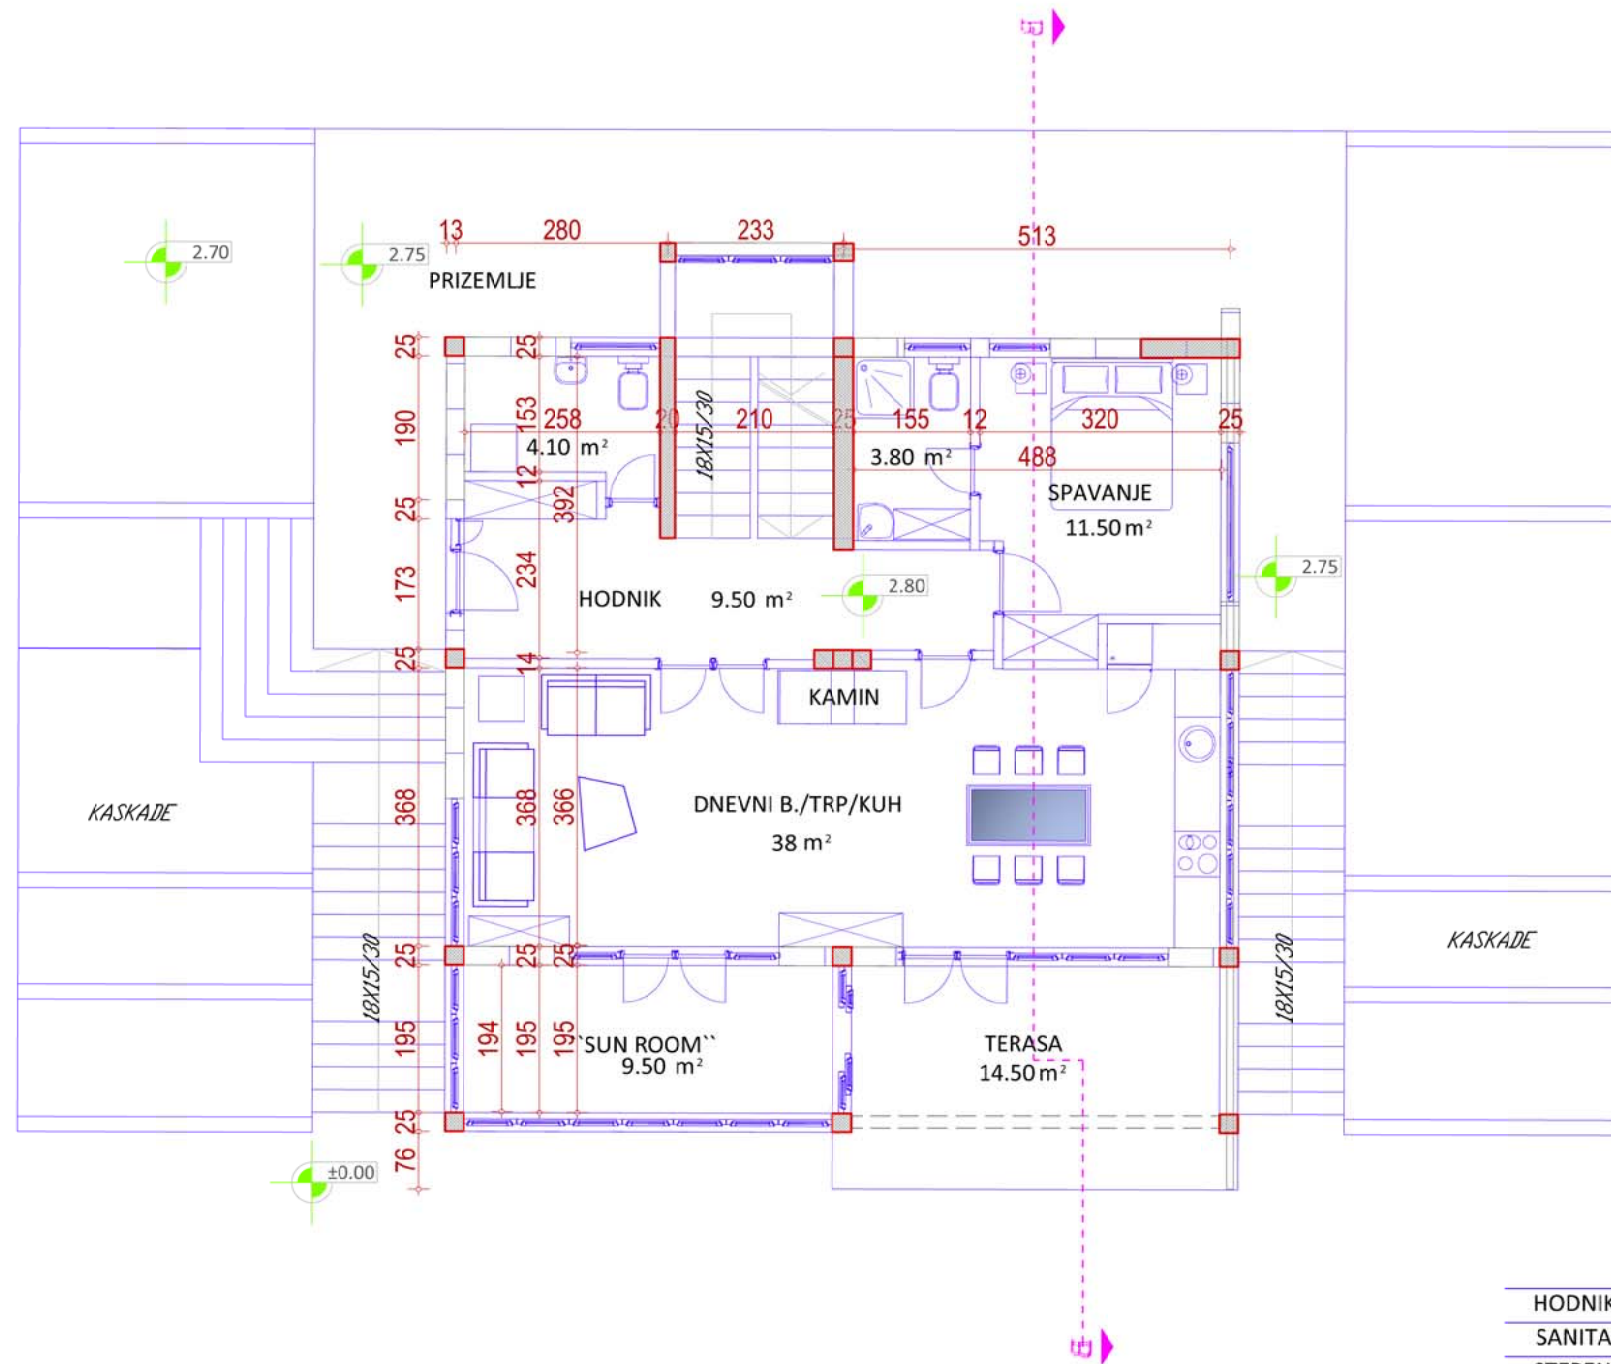 B
2.70
2.75
13
280
233
513
PRIZEMLJE
25
190
25
173
25
368
25
195
25
76
25
153
12
234
14
368
25
195
392
366
25
195
194
258
20
210
25
155
12
320
25
488
4.10 m²
18X15/30
3.80 m²
SPAVANJE
11.50 m²
2.75
2.80
HODNIK 9.50 m²
KAMIN
DNEVNI B./TRP/KUH
38 m²
KASKADE
KASKADE
18X15/30
18X15/30
``SUN ROOM``
9.50 m²
TERASA
14.50 m²
±0.00
B
HODNIK
SANITA